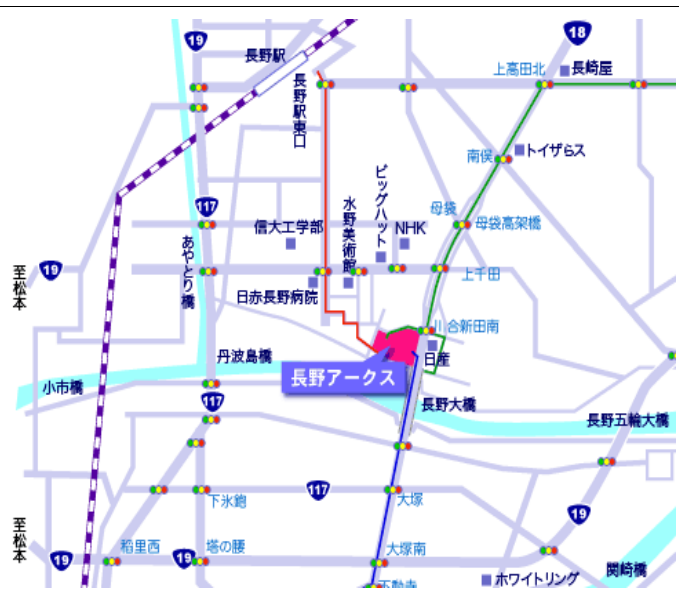 18
19
長野駅
長野駅東口
上高田北
長崎屋
南俣
トイザらス
117
あやとり橋
信大工学部
水野美術館
ビッグハット
NHK
母袋
母袋高架橋
至松本
19
日赤長野病院
上千田
川合新田南
日産
丹波島橋
長野アークス
小市橋
117
長野大橋
長野五輪大橋
下氷鉋
117
大塚
19
至松本
稲里西
塔の腰
大塚南
19
19
不動寺
ホワイトリング
関崎橋